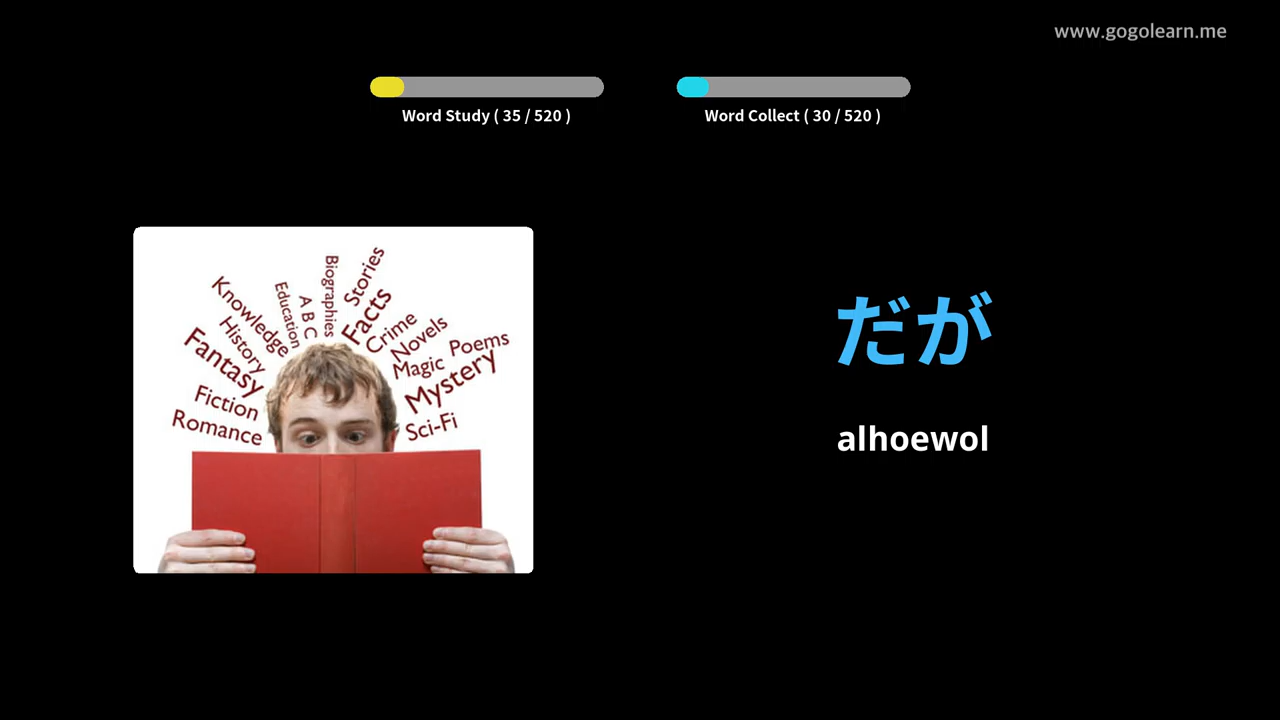 www.gogolearn.me
Word Study ( 35 / 520 )
Word Collect ( 30 / 520 )
Knowledge
Education
A B C
Biographies
Stories
Facts
Crime
Novels
Poems
History
Magic
Fantasy
Mystery
Fiction
Romance
Sci-Fi
だが
alhoewol